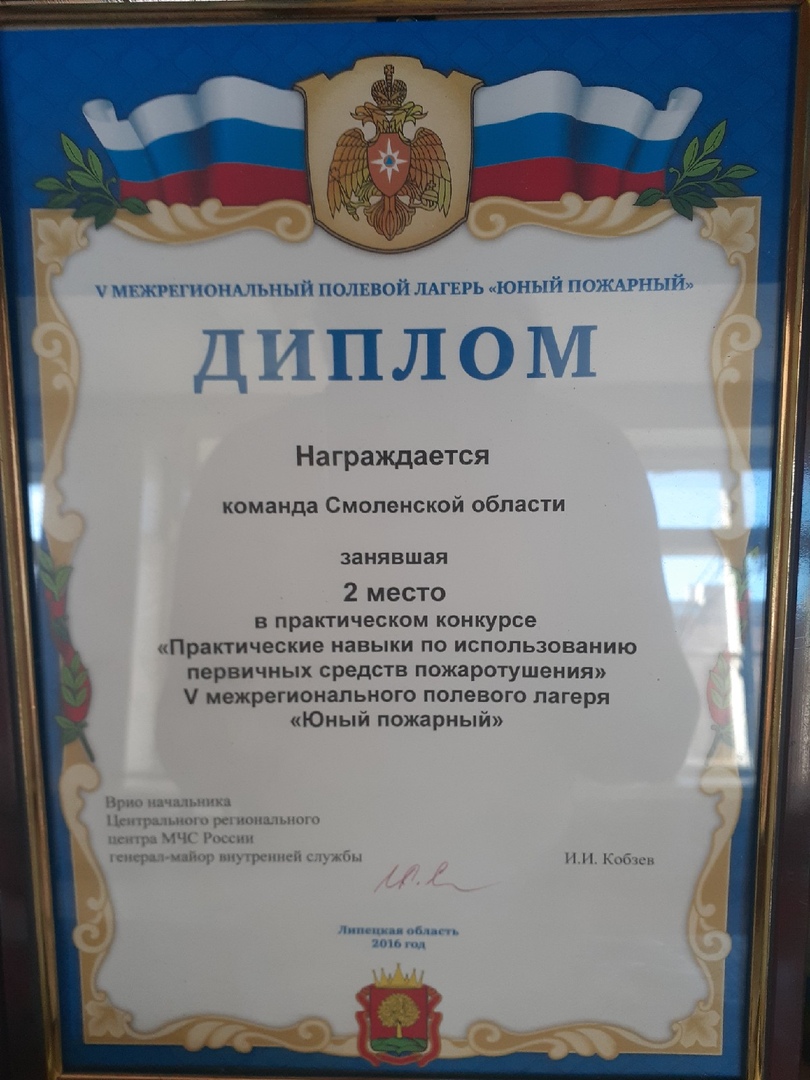 V МЕЖРЕГИОНАЛЬНЫЙ ПОЛЕВОЙ ЛАГЕРЬ «ЮНЫЙ ПОЖАРНЫЙ»
ДИПЛОМ
Награждается
команда Смоленской области
занявшая
2 место
в практическом конкурсе
«Практические навыки по использованию
первичных средств пожаротушения»
V межрегионального полевого лагеря
«Юный пожарный»
Врио начальника
Центрального регионального
центра МЧС России
генерал-майор внутренней службы
И.И. Кобзев
Липецкая область
2016 год